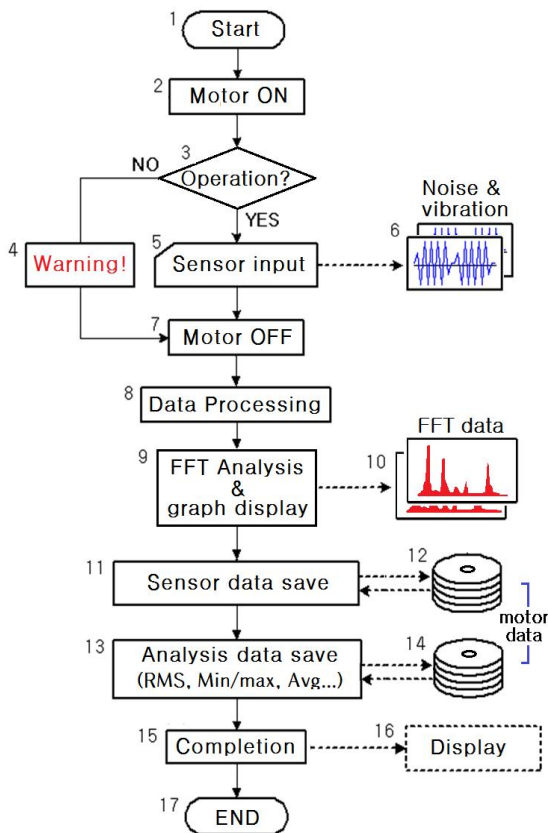 1
Start
2
Motor ON
3
NO
Operation?
YES
Noise &
vibration
4
Warning!
5
Sensor input
6
7
Motor OFF
8
Data Processing
9
FFT Analysis
&
graph display
FFT data
10
11
Sensor data save
12
motor
data
13
Analysis data save
(RMS, Min/max, Avg...)
14
15
Completion
16
Display
17
END